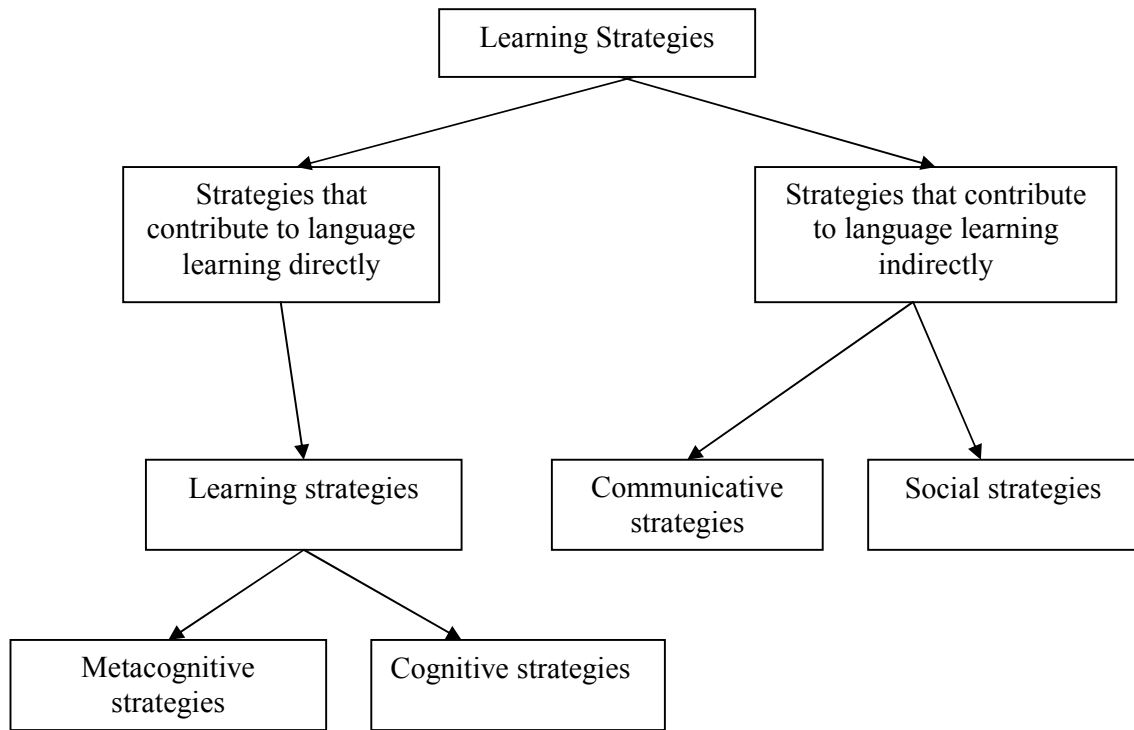 Learning Strategies
Strategies that
contribute to language
learning directly
Strategies that contribute
to language learning
indirectly
Learning strategies
Communicative
strategies
Social strategies
Metacognitive
strategies
Cognitive strategies